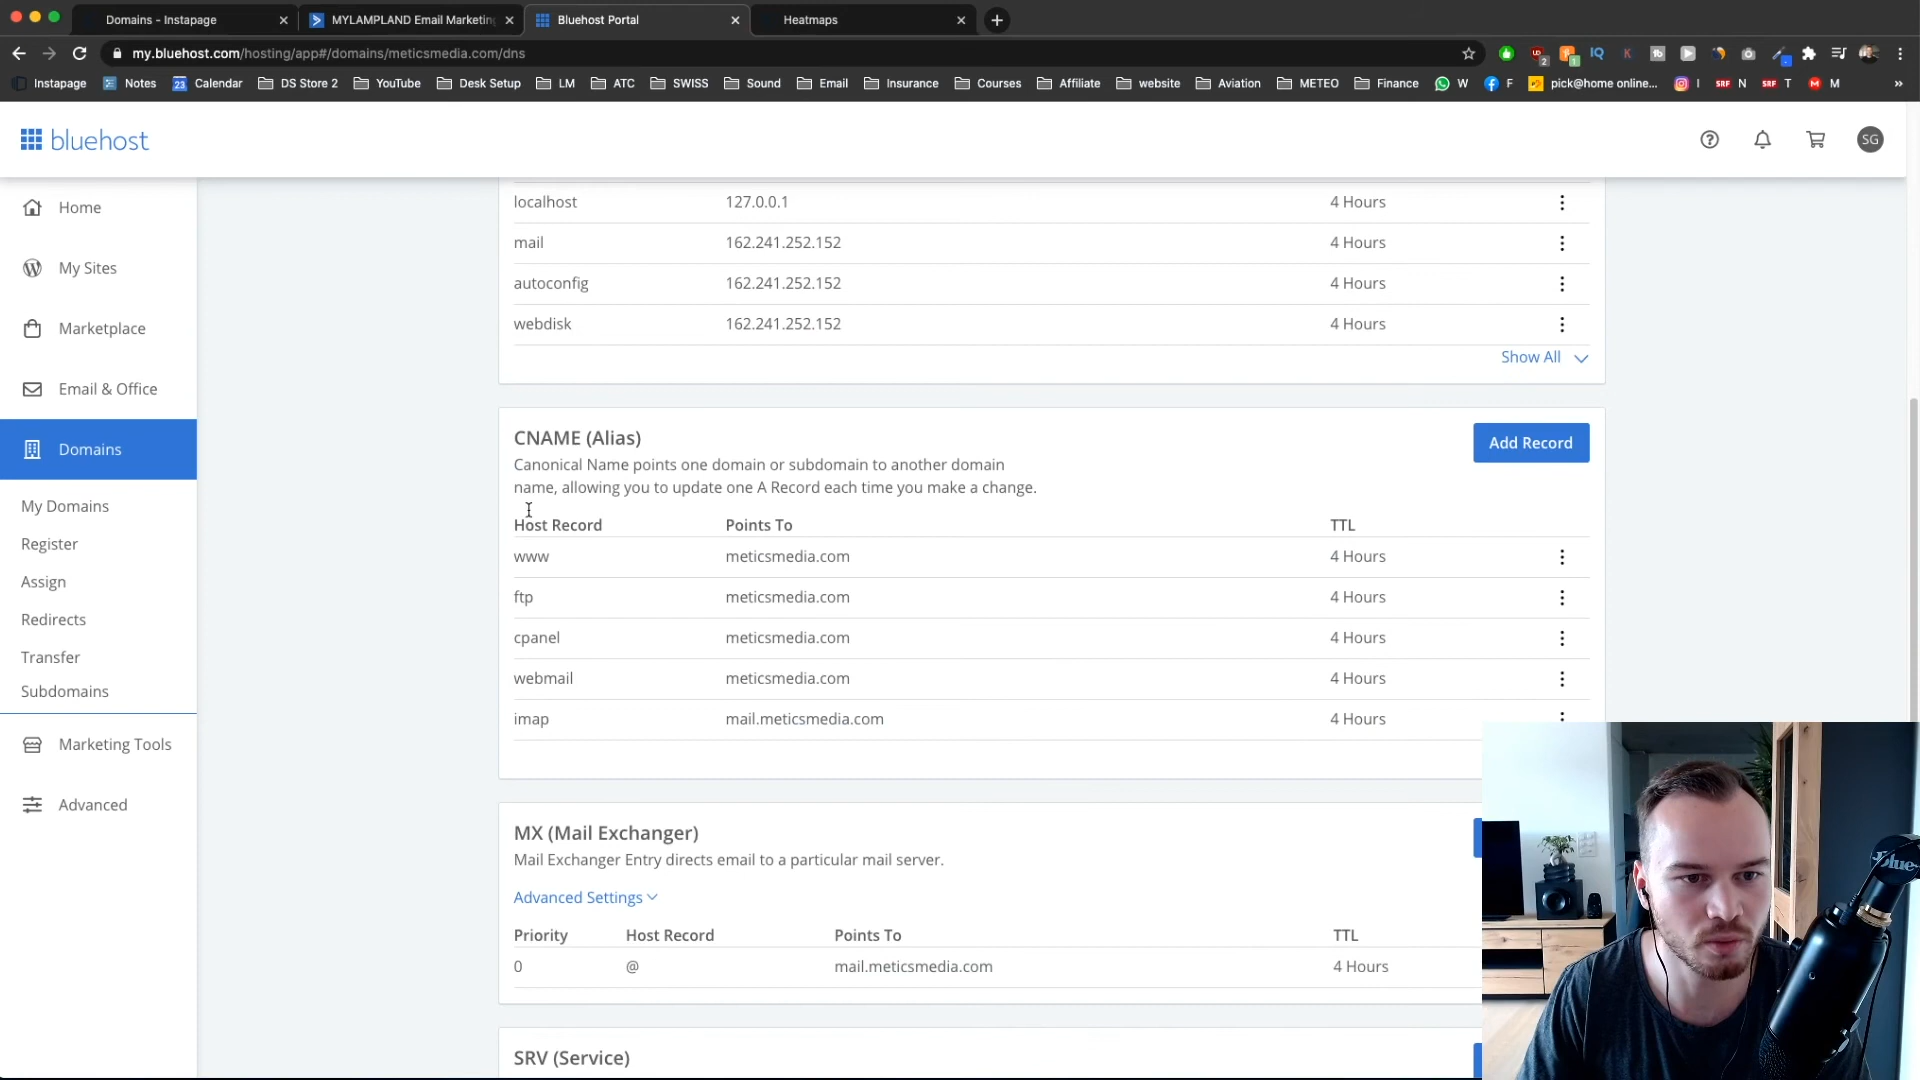 Domains - Instapage
MYLAMPLAND Email Marketing
Bluehost Portal
Heatmaps
my.bluehost.com/hosting/app#/domains/meticsmedia.com/dns
Instapage
Notes
Calendar
DS Store 2
YouTube
Desk Setup
LM
ATC
SWISS
Sound
Email
Insurance
Courses
Affiliate
website
Aviation
METEO
Finance
W
F
pick@home online...
I
SRF N
SRF T
M
»
bluehost
SG
Home
My Sites
Marketplace
Email & Office
Domains
My Domains
Register
Assign
Redirects
Transfer
Subdomains
Marketing Tools
Advanced
localhost 127.0.0.1 4 Hours
mail 162.241.252.152 4 Hours
autoconfig 162.241.252.152 4 Hours
webdisk 162.241.252.152 4 Hours
Show All
CNAME (Alias)
Add Record
Canonical Name points one domain or subdomain to another domain
name, allowing you to update one A Record each time you make a change.
Host Record Points To TTL
www meticsmedia.com 4 Hours
ftp meticsmedia.com 4 Hours
cpanel meticsmedia.com 4 Hours
webmail meticsmedia.com 4 Hours
imap mail.meticsmedia.com 4 Hours
MX (Mail Exchanger)
Mail Exchanger Entry directs email to a particular mail server.
Advanced Settings
Priority Host Record Points To TTL
0 @ mail.meticsmedia.com 4 Hours
SRV (Service)
Blue